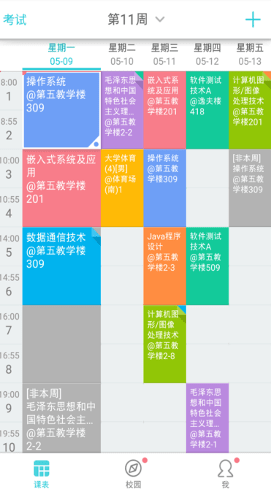 考试
第11周
星期一
星期二
星期三
星期四
星期五
05-09
05-10
05-11
05-12
05-13
8:00
1
8:55
2
操作系统
@第五教学楼
309
毛泽东思
想和中国
特色社会
主义理…
@第五教
学楼2-2
嵌入式系
统及应用
@第五教
学楼201
软件测试
技术A
@逸夫楼
418
计算机图
形/图像
处理技术
@第五教
学楼201
10:00
3
10:55
4
嵌入式系统及应
用
@第五教学楼
201
大学体育
(4)[男]
@体育场
(南)1
操作系统
@第五教
学楼309
[非本周]
操作系统
@第五教
学楼309
14:00
5
14:55
6
数据通信技术
@第五教学楼
309
Java程序
设计
@第五教
学楼2-3
软件测试
技术A
@第五教
学楼509
16:00
7
16:55
8
计算机图
形/图像
处理技术
@第五教
学楼2-8
19:00
9
19:55
10
[非本周]
毛泽东思想和中
国特色社会主…
@第五教学楼
2-2
毛泽东思
想和中国
特色社会
主义理…
@第五教
学楼2-2
课表
校园
我